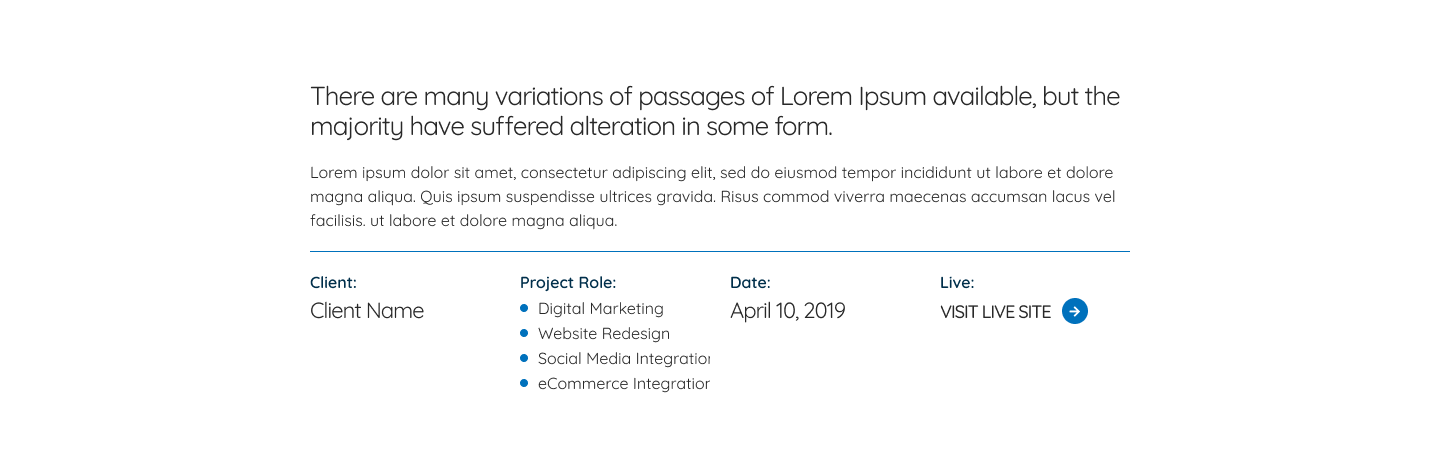 There are many variations of passages of Lorem Ipsum available, but the
majority have suffered alteration in some form.
Lorem ipsum dolor sit amet, consectetur adipiscing elit, sed do eiusmod tempor incididunt ut labore et dolore
magna aliqua. Quis ipsum suspendisse ultrices gravida. Risus commod viverra maecenas accumsan lacus vel
facilisis. ut labore et dolore magna aliqua.
Client:
Client Name
Project Role:
Digital Marketing
Website Redesign
Social Media Integration
eCommerce Integration
Date:
April 10, 2019
Live:
VISIT LIVE SITE